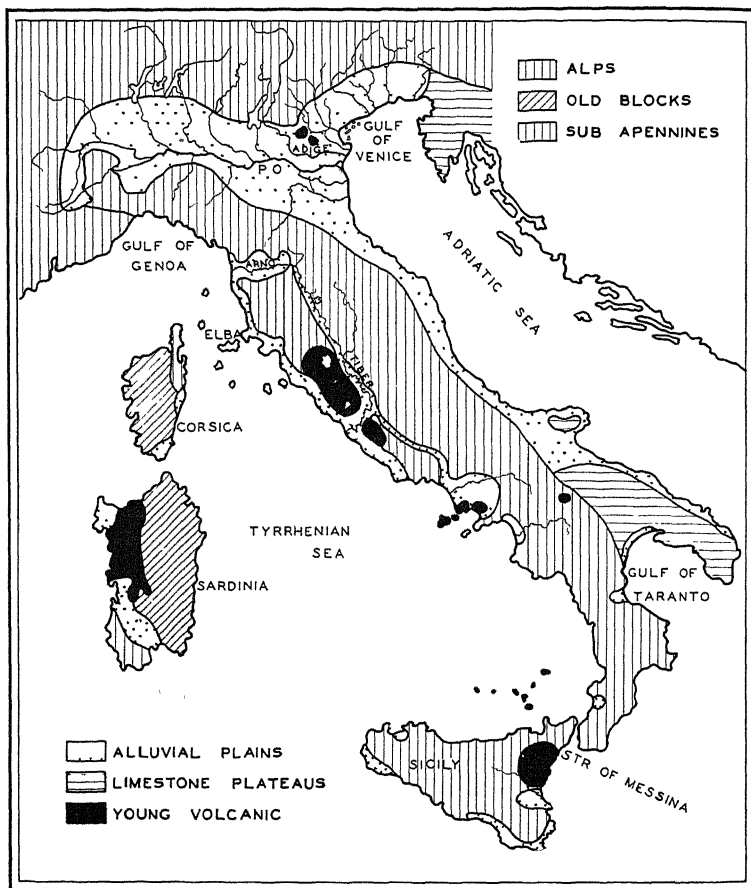 ALPS
OLD BLOCKS
SUB APENNINES
GULF
OF
VENICE
ADIGE
P.O
ADRIATIC SEA
GULF OF
GENOA
ARNO
ELBA
TIBER
CORSICA
TYRRHENIAN
SEA
SARDINIA
GULF OF
TARANTO
ALLUVIAL PLAINS
LIMESTONE PLATEAUS
YOUNG VOLCANIC
SICILY
STR OF MESSINA